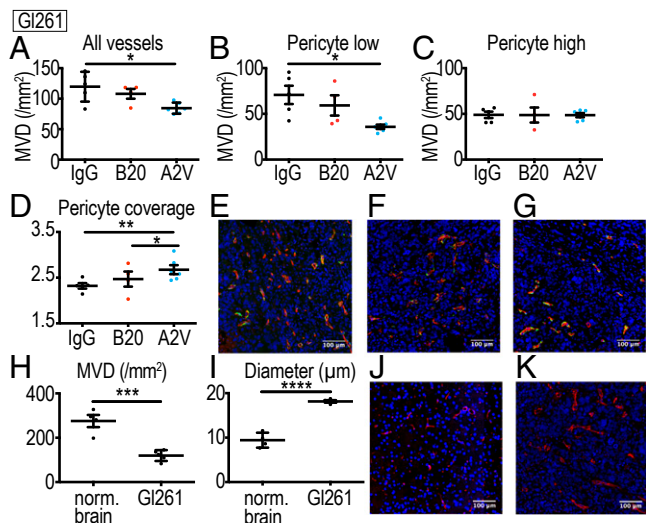 Gl261
A All vessels
*
MVD (/mm²)
150
100
50
0
IgG B20 A2V
B Pericyte low
*
MVD (/mm²)
100
50
0
IgG B20 A2V
C Pericyte high
MVD (/mm²)
100
50
0
IgG B20 A2V
D Pericyte coverage
**
*
3.5
2.5
1.5
IgG B20 A2V
E
100 µm
F
100 µm
G
100 µm
H MVD (/mm²)
***
400
200
0
norm. brain Gl261
I Diameter (µm)
****
20
10
0
norm. brain Gl261
J
100 µm
K
100 µm